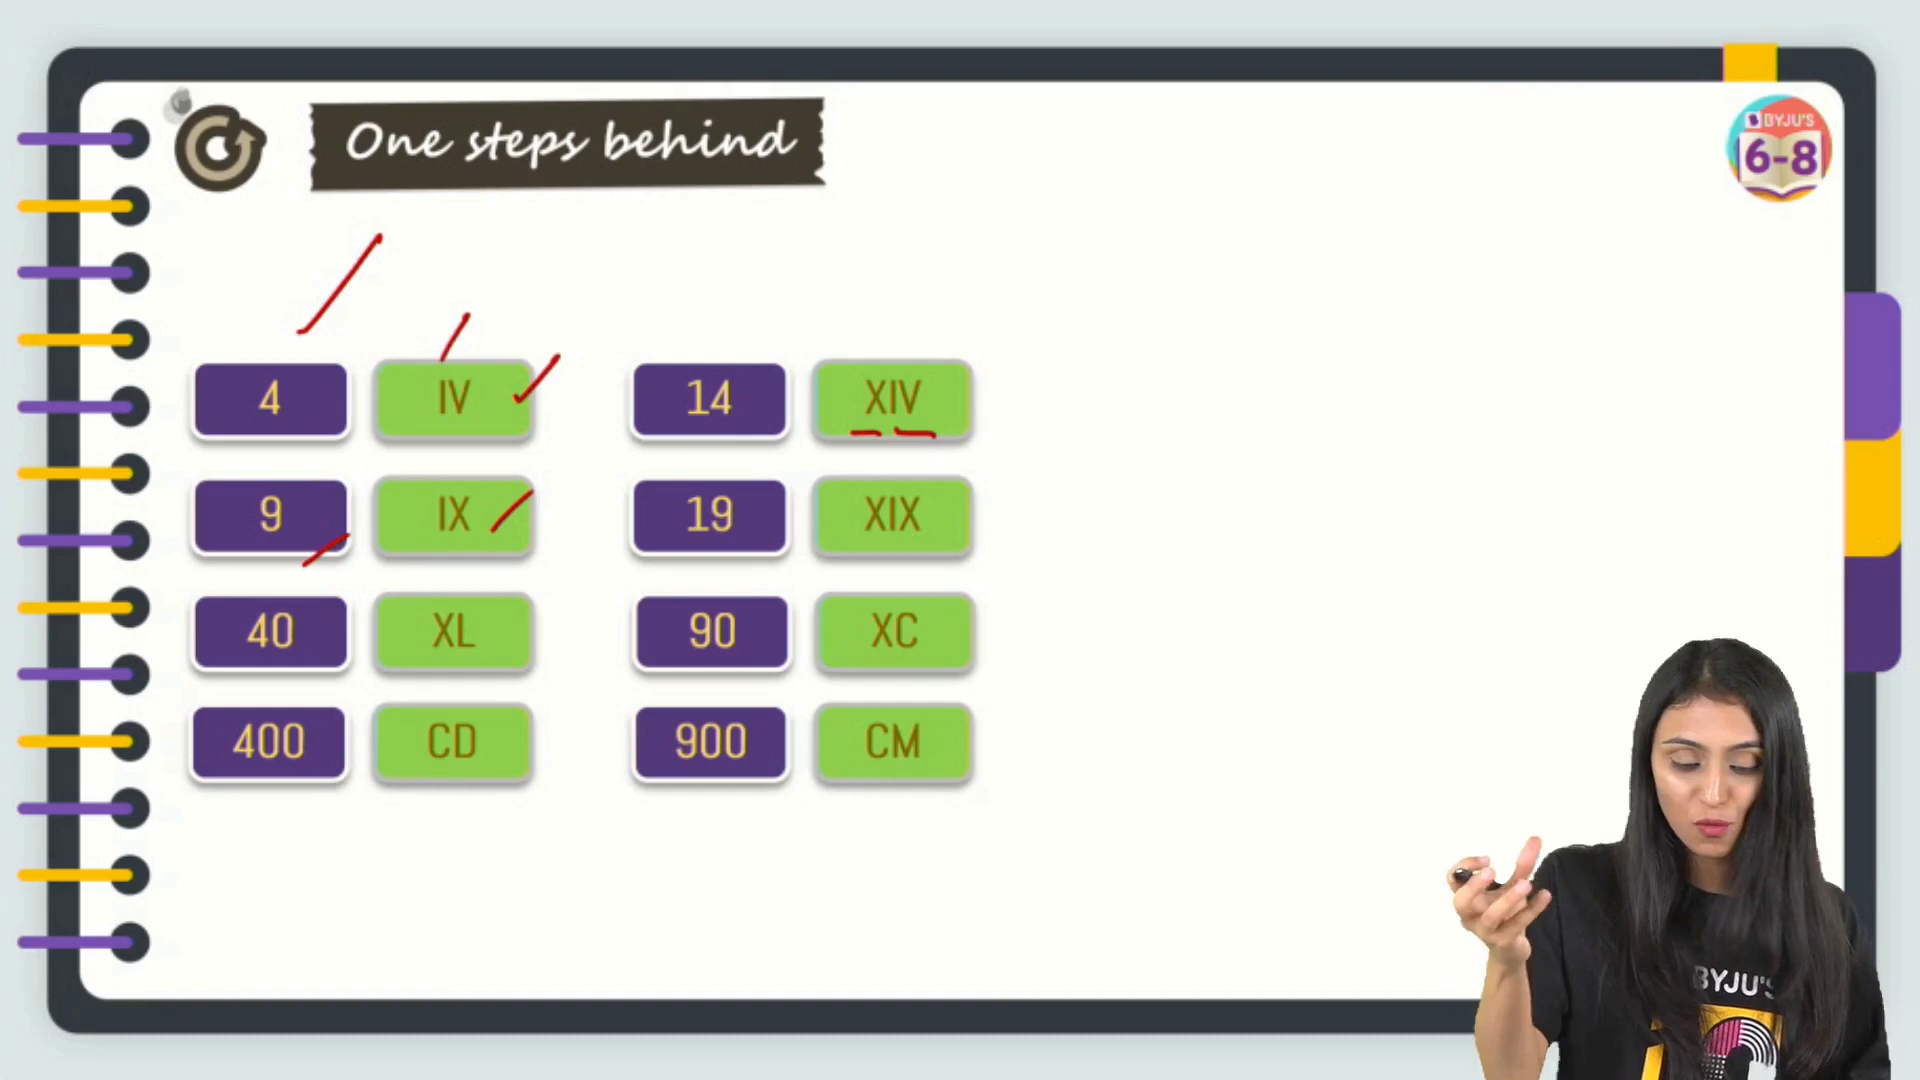 One steps behind
BYJU'S
6-8
4 IV 14 XIV
9 IX 19 XIX
40 XL 90 XC
400 CD 900 CM
BYJU'S